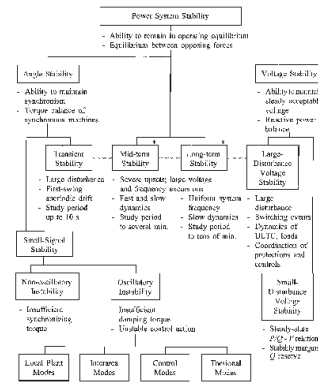 Power System Stability
- Ability to remain in operating equilibrium
- Equilibrium between opposing forces
Angle Stability
- Ability to maintain
synchronism
- Torque balance of
synchronous machines
Voltage Stability
- Ability to maintain
steady acceptable
voltage
- Reactive power
balance
Transient
Stability
- Large disturbance
- First-swing
aperiodic drift
- Study period
up to 10 s
Mid-term
Stability
Long-term
Stability
- Severe upsets; large voltage
and frequency excursions
- Fast and slow
dynamics
- Study period
to several min.
- Uniform system
frequency
- Slow dynamics
- Study period
to tens of min.
Large-
Disturbance
Voltage Stability
- Large
disturbance
- Switching events
- Dynamics of
ULTC, loads
- Coordination of
protections and
controls
Small-Signal
Stability
Non-oscillatory
Instability
- Insufficient
synchronizing
torque
Oscillatory
Instability
- Insufficient
damping torque
- Unstable control action
Small-
Disturbance
Voltage
Stability
- Steady-state
P/Q - V relation
- Stability margins
Q reserve
Local Plant
Modes
Interarea
Modes
Control
Modes
Torsional
Modes